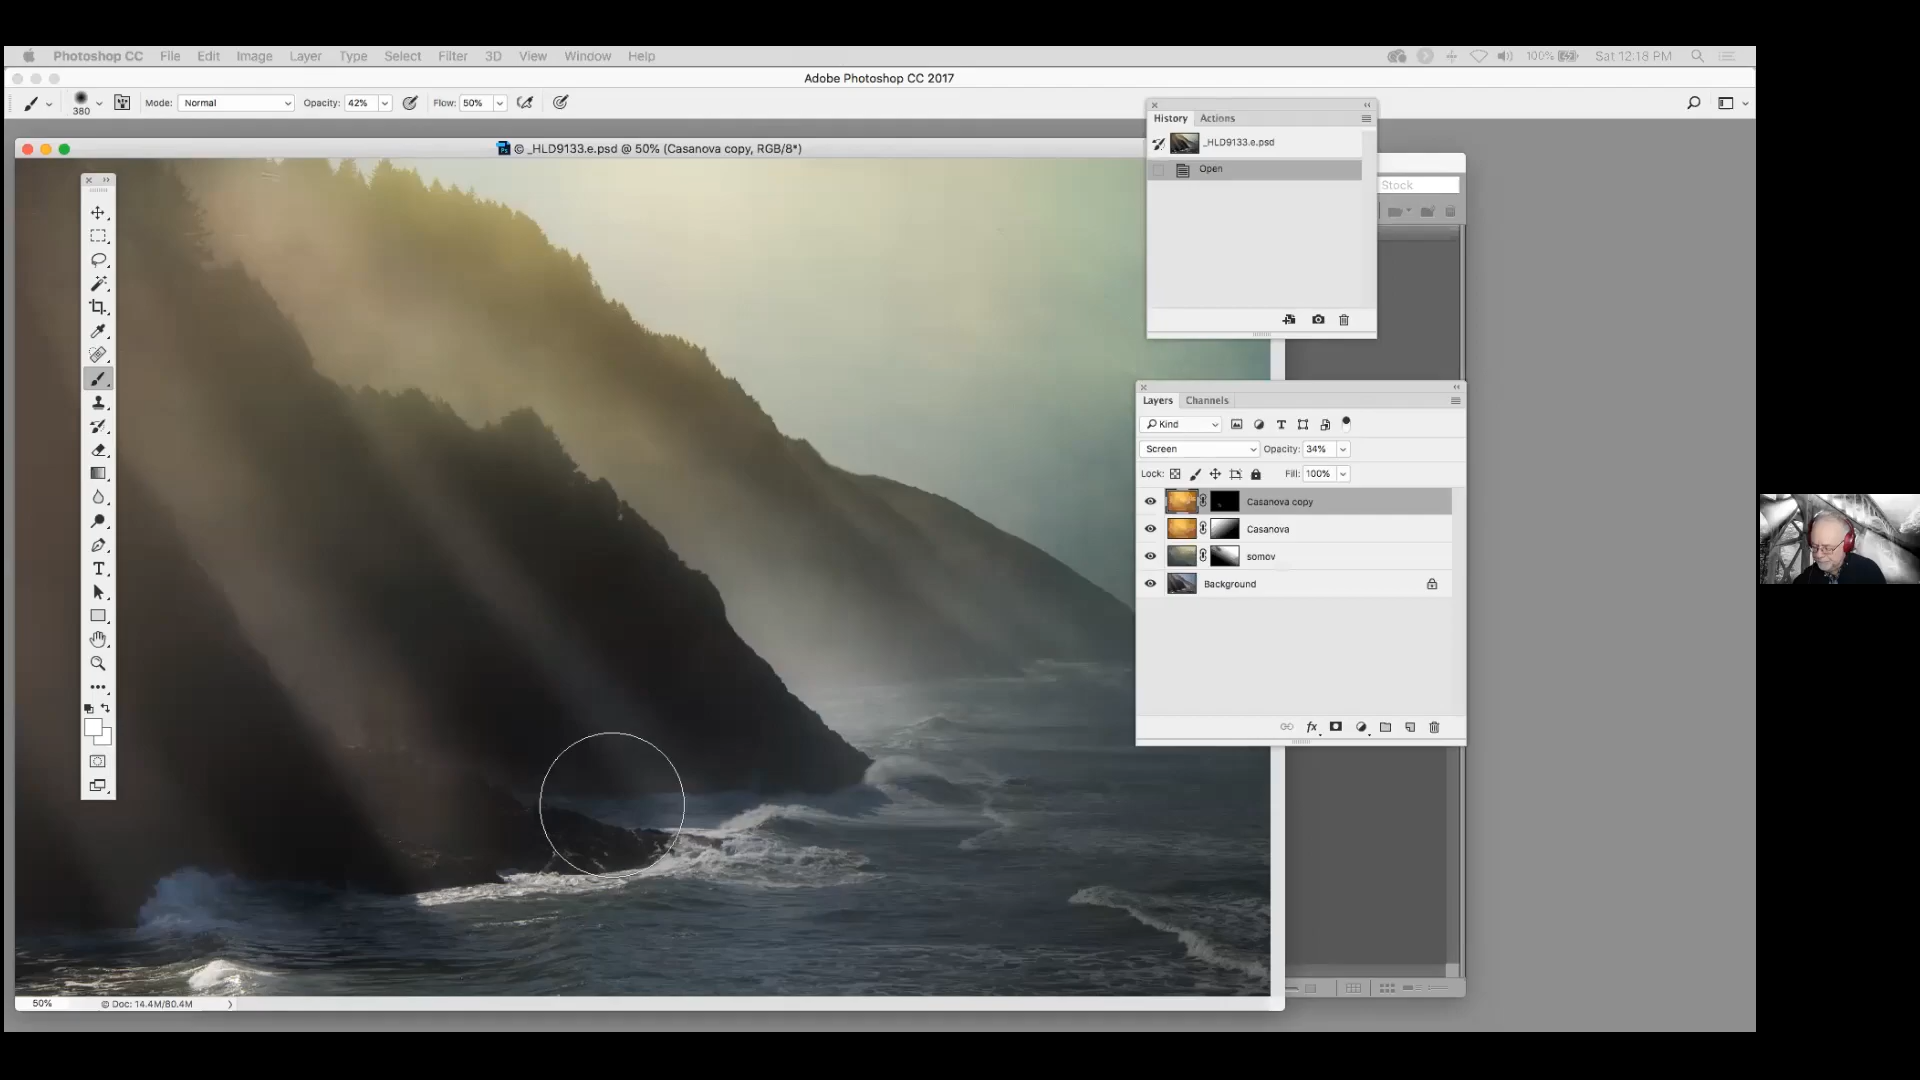 Photoshop CC File Edit Image Layer Type Select Filter 3D View Window Help 100% Sat 12:18 PM
Adobe Photoshop CC 2017
380 Mode: Normal Opacity: 42% Flow: 50%
© _HLD9133.e.psd @ 50% (Casanova copy, RGB/8*)
History Actions
_HLD9133.e.psd
Open
Stock
Layers Channels
Kind
Screen Opacity: 34%
Lock: Fill: 100%
Casanova copy
Casanova
somov
Background
50% © Doc: 14.4M/80.4M